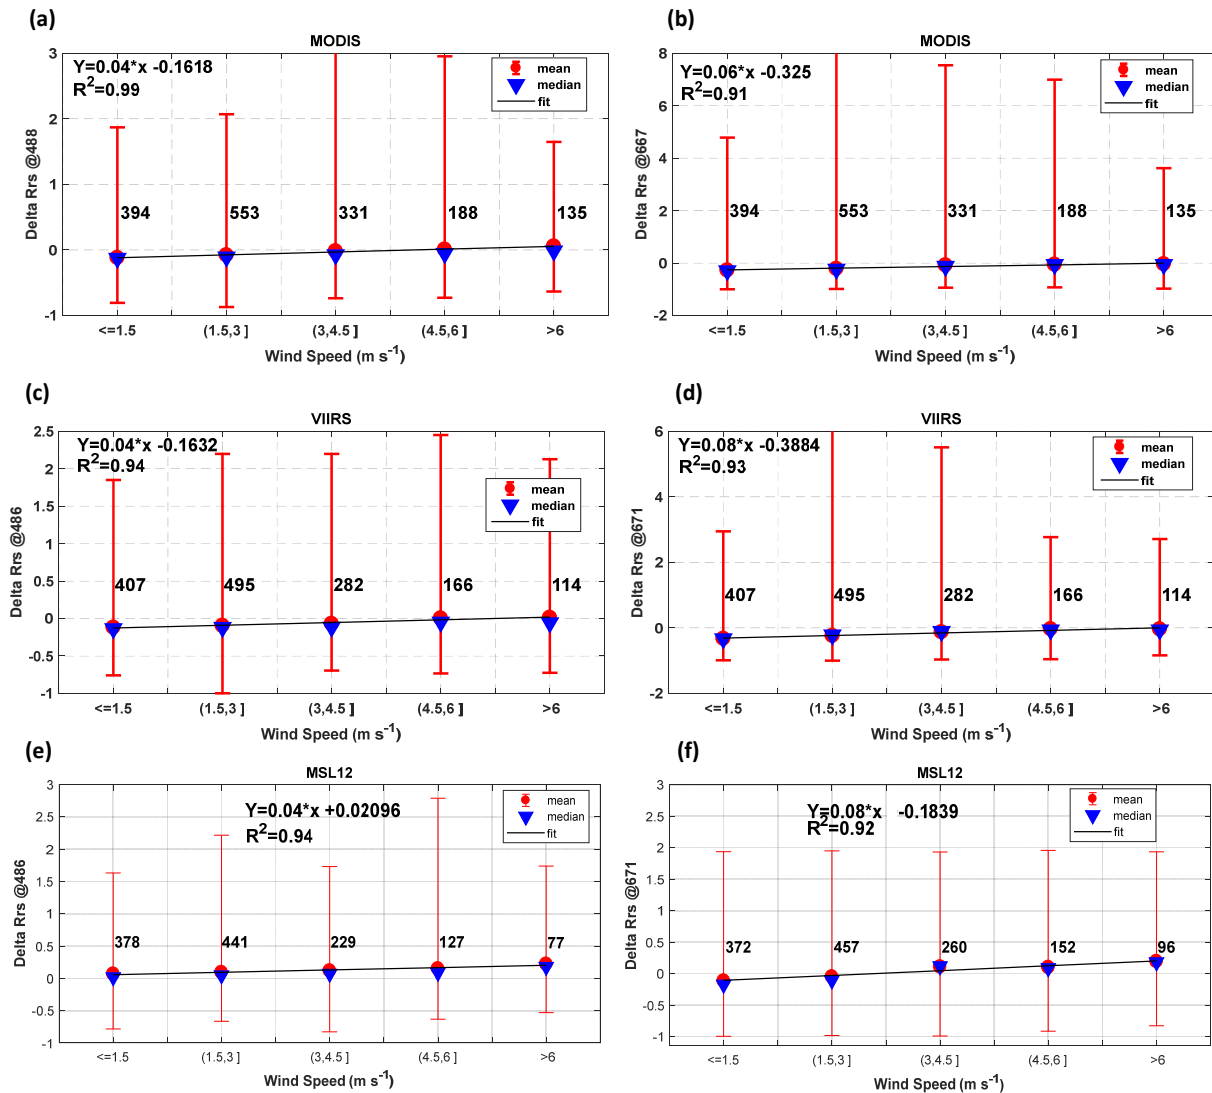 (a)
MODIS
Y=0.04*x -0.1618
R²=0.99
mean
median
fit
3
2
1
0
-1
Delta Rrs @488
394
553
331
188
135
<=1.5
(1.5,3 ]
(3,4.5 ]
(4.5,6 ]
>6
Wind Speed (m s⁻¹)
(b)
MODIS
Y=0.06*x -0.325
R²=0.91
mean
median
fit
8
6
4
2
0
-2
Delta Rrs @667
394
553
331
188
135
<=1.5
(1.5,3 ]
(3,4.5 ]
(4.5,6 ]
>6
Wind Speed (m s⁻¹)
(c)
VIIRS
Y=0.04*x -0.1632
R²=0.94
mean
median
fit
2.5
2
1.5
1
0.5
0
-0.5
-1
Delta Rrs @486
407
495
282
166
114
<=1.5
(1.5,3 ]
(3,4.5 ]
(4.5,6 ]
>6
Wind Speed (m s⁻¹)
(d)
VIIRS
Y=0.08*x -0.3884
R²=0.93
mean
median
fit
6
4
2
0
-2
Delta Rrs @671
407
495
282
166
114
<=1.5
(1.5,3 ]
(3,4.5 ]
(4.5,6 ]
>6
Wind Speed (m s⁻¹)
(e)
MSL12
Y=0.04*x +0.02096
R²=0.94
mean
median
fit
3
2.5
2
1.5
1
0.5
0
-0.5
-1
Delta Rrs @486
378
441
229
127
77
<=1.5
(1.5,3 ]
(3,4.5 ]
(4.5,6 ]
>6
Wind Speed (m s⁻¹)
(f)
MSL12
Y=0.08*x -0.1839
R²=0.92
mean
median
fit
3
2.5
2
1.5
1
0.5
0
-0.5
-1
Delta Rrs @671
372
457
260
152
96
<=1.5
(1.5,3 ]
(3,4.5 ]
(4.5,6 ]
>6
Wind Speed (m s⁻¹)